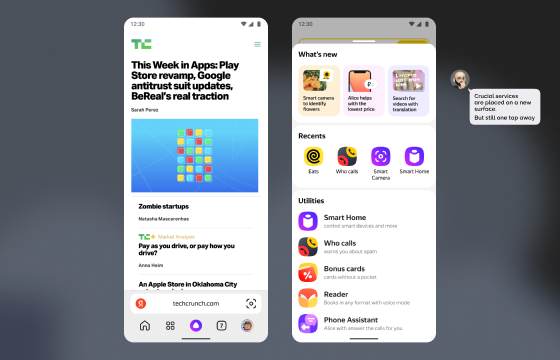 12:30
TC
This Week in Apps: Play
Store revamp, Google
antitrust suit updates,
BeReal's real traction
Sarah Perez
Zombie startups
Natasha Mascarenhas
TC+ Market Analysis
Pay as you drive, or pay how you
drive?
Anna Heim
An Apple Store in Oklahoma City
Я
techcrunch.com
7
12:30
What's new
Smart camera
to identify
flowers
Alice helps
with the
lowest price
Search for
videos with
translation
Recents
Eats
Who calls
Smart
Camera
Smart Home
Utilities
Smart Home
control smart devices and more
Who calls
warns you about spam
Bonus cards
cards without a pocket
Reader
Books in any format with voice mode
Phone Assistant
Alice with answer the calls for you
Crucial services
are placed on a new
surface.
But still one tap away